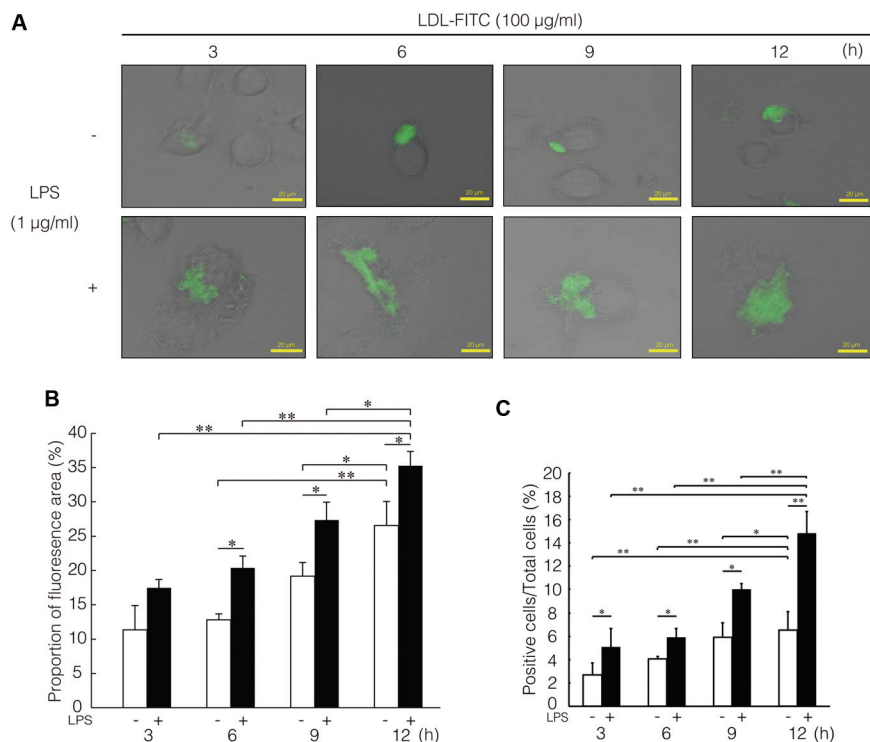 A
LDL-FITC (100 µg/ml)
3 6 9 12 (h)
-
20 µm 20 µm 20 µm 20 µm
LPS
(1 µg/ml)
+
20 µm 20 µm 20 µm 20 µm
B
Proportion of fluoresence area (%)
** ** *
* **
* * *
40
35
30
25
20
15
10
5
0
LPS - + - + - + - +
3 6 9 12 (h)
C
Positive cells/Total cells (%)
** ** **
** ** *
* * * **
20
18
16
14
12
10
8
6
4
2
0
LPS - + - + - + - +
3 6 9 12 (h)